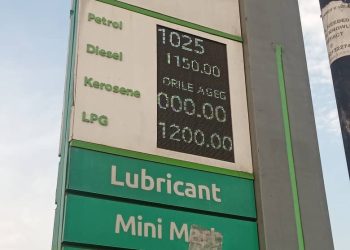 Petrol 1025
Diesel 1150.00
ORILE AGEG
Kerosene 000.00
LPG 1200.00
Lubricant
Mini